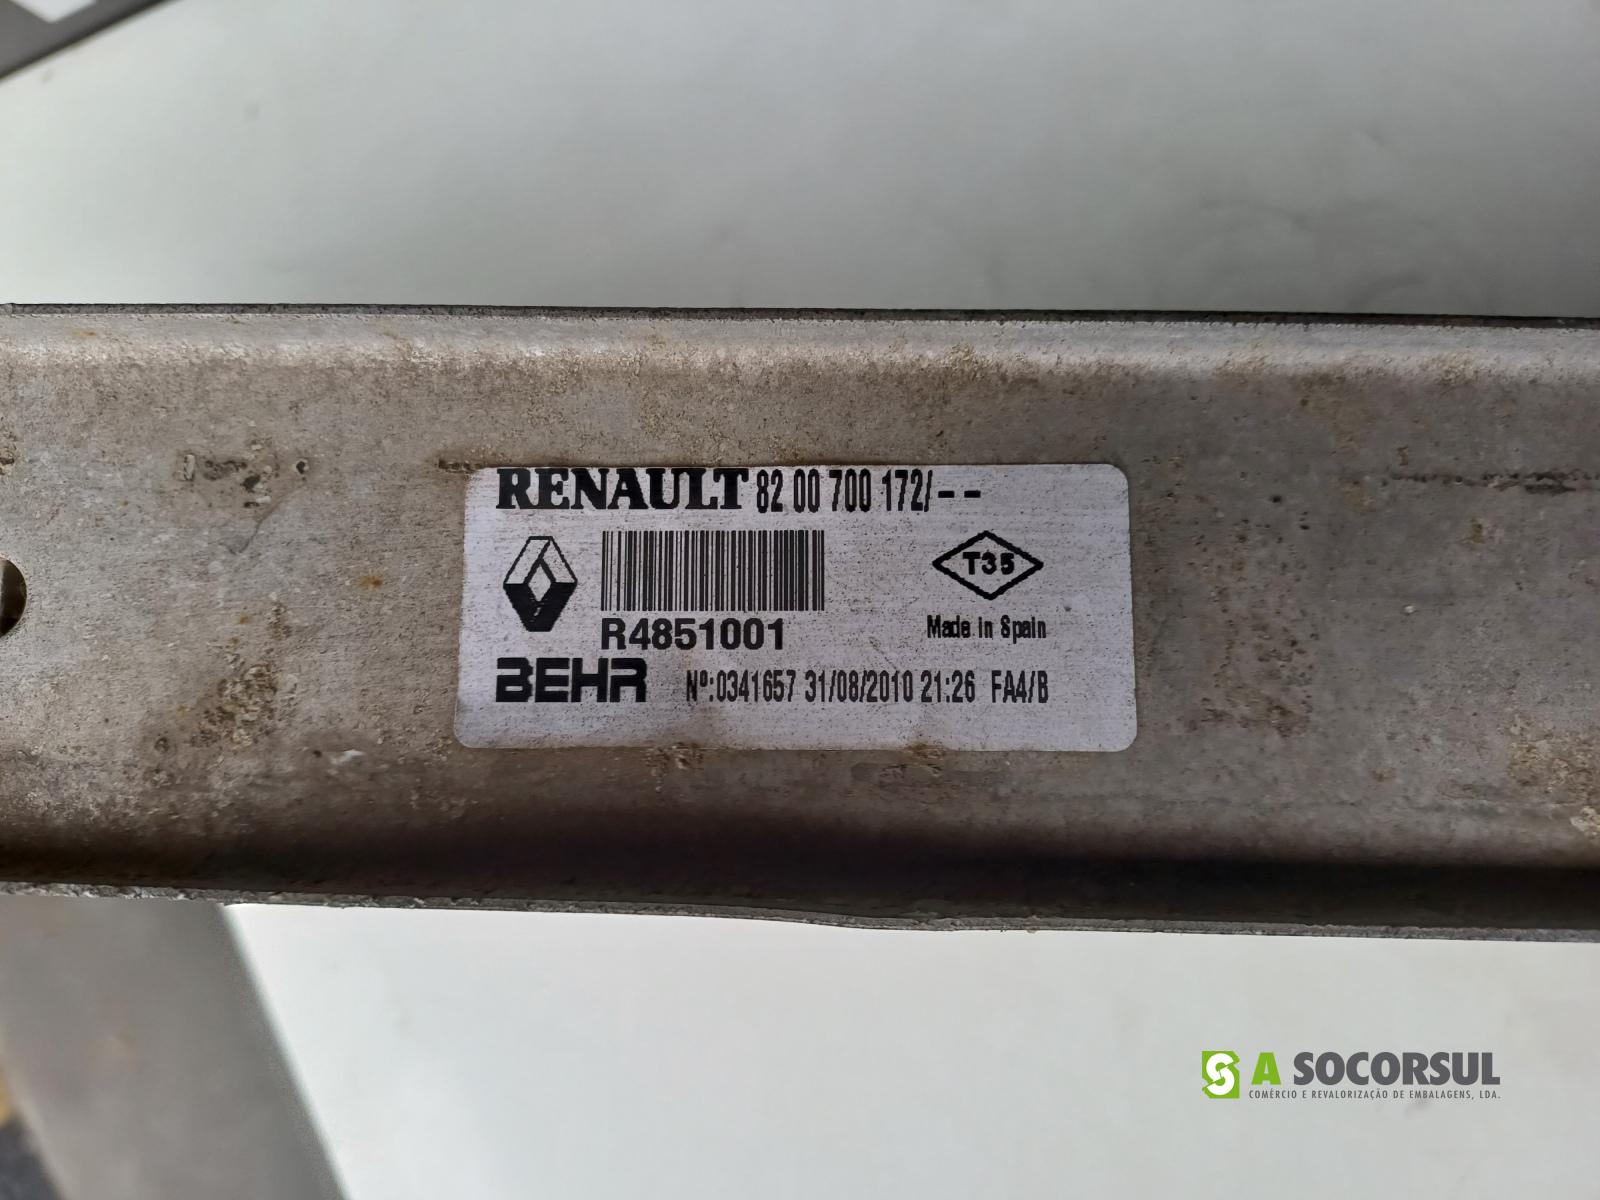 RENAULT 82 00 700 172/--
T35
R4851001
Made in Spain
BEHR Nº:0341657 31/08/2010 21:26 FA4/B
S A SOCORSUL
COMÉRCIO E REVALORIZAÇÃO DE EMBALAGENS, LDA.